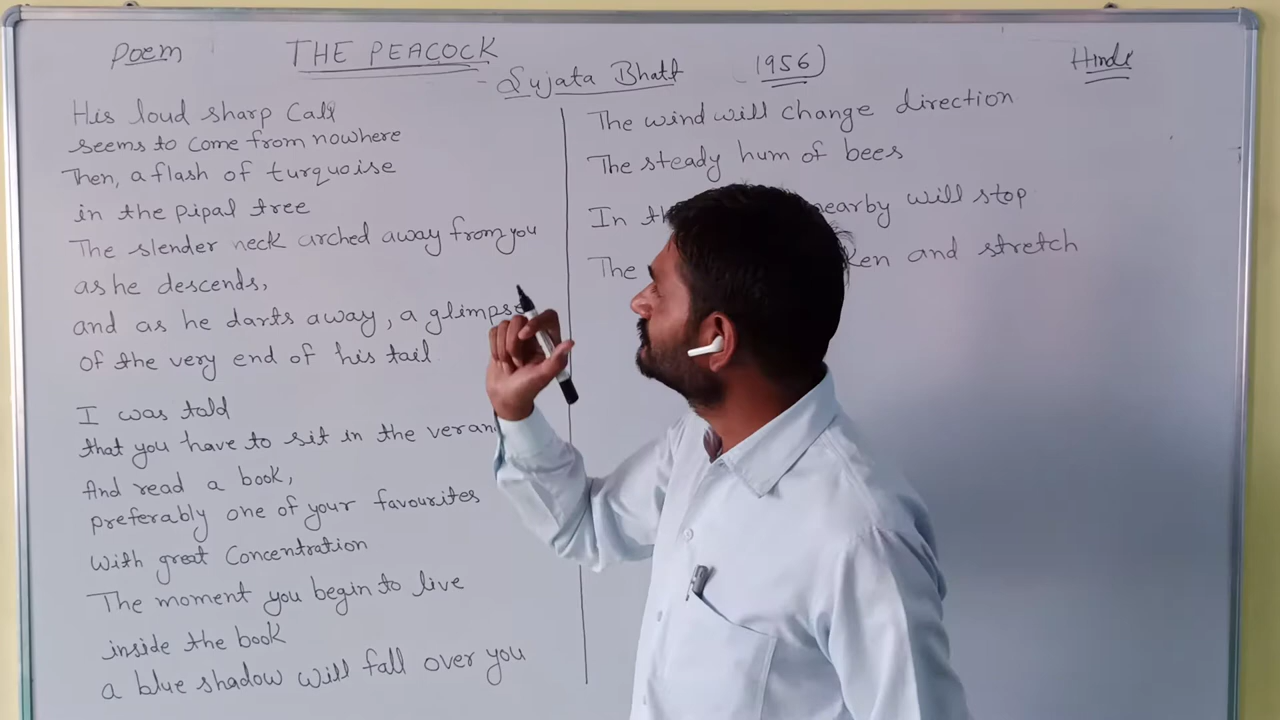 Poem
THE PEACOCK
- Sujata Bhatt (1956)
Hindi
His loud sharp Call
seems to come from nowhere
Then, a flash of turquoise
in the pipal tree
The slender neck arched away from you
as he descends,
and as he darts away, a glimpse
of the very end of his tail
I was told
that you have to sit in the veran
And read a book,
preferably one of your favourites
With great Concentration
The moment you begin to live
inside the book
a blue shadow will fall over you
The wind will change direction
The steady hum of bees
In nearby will stop
The and stretch